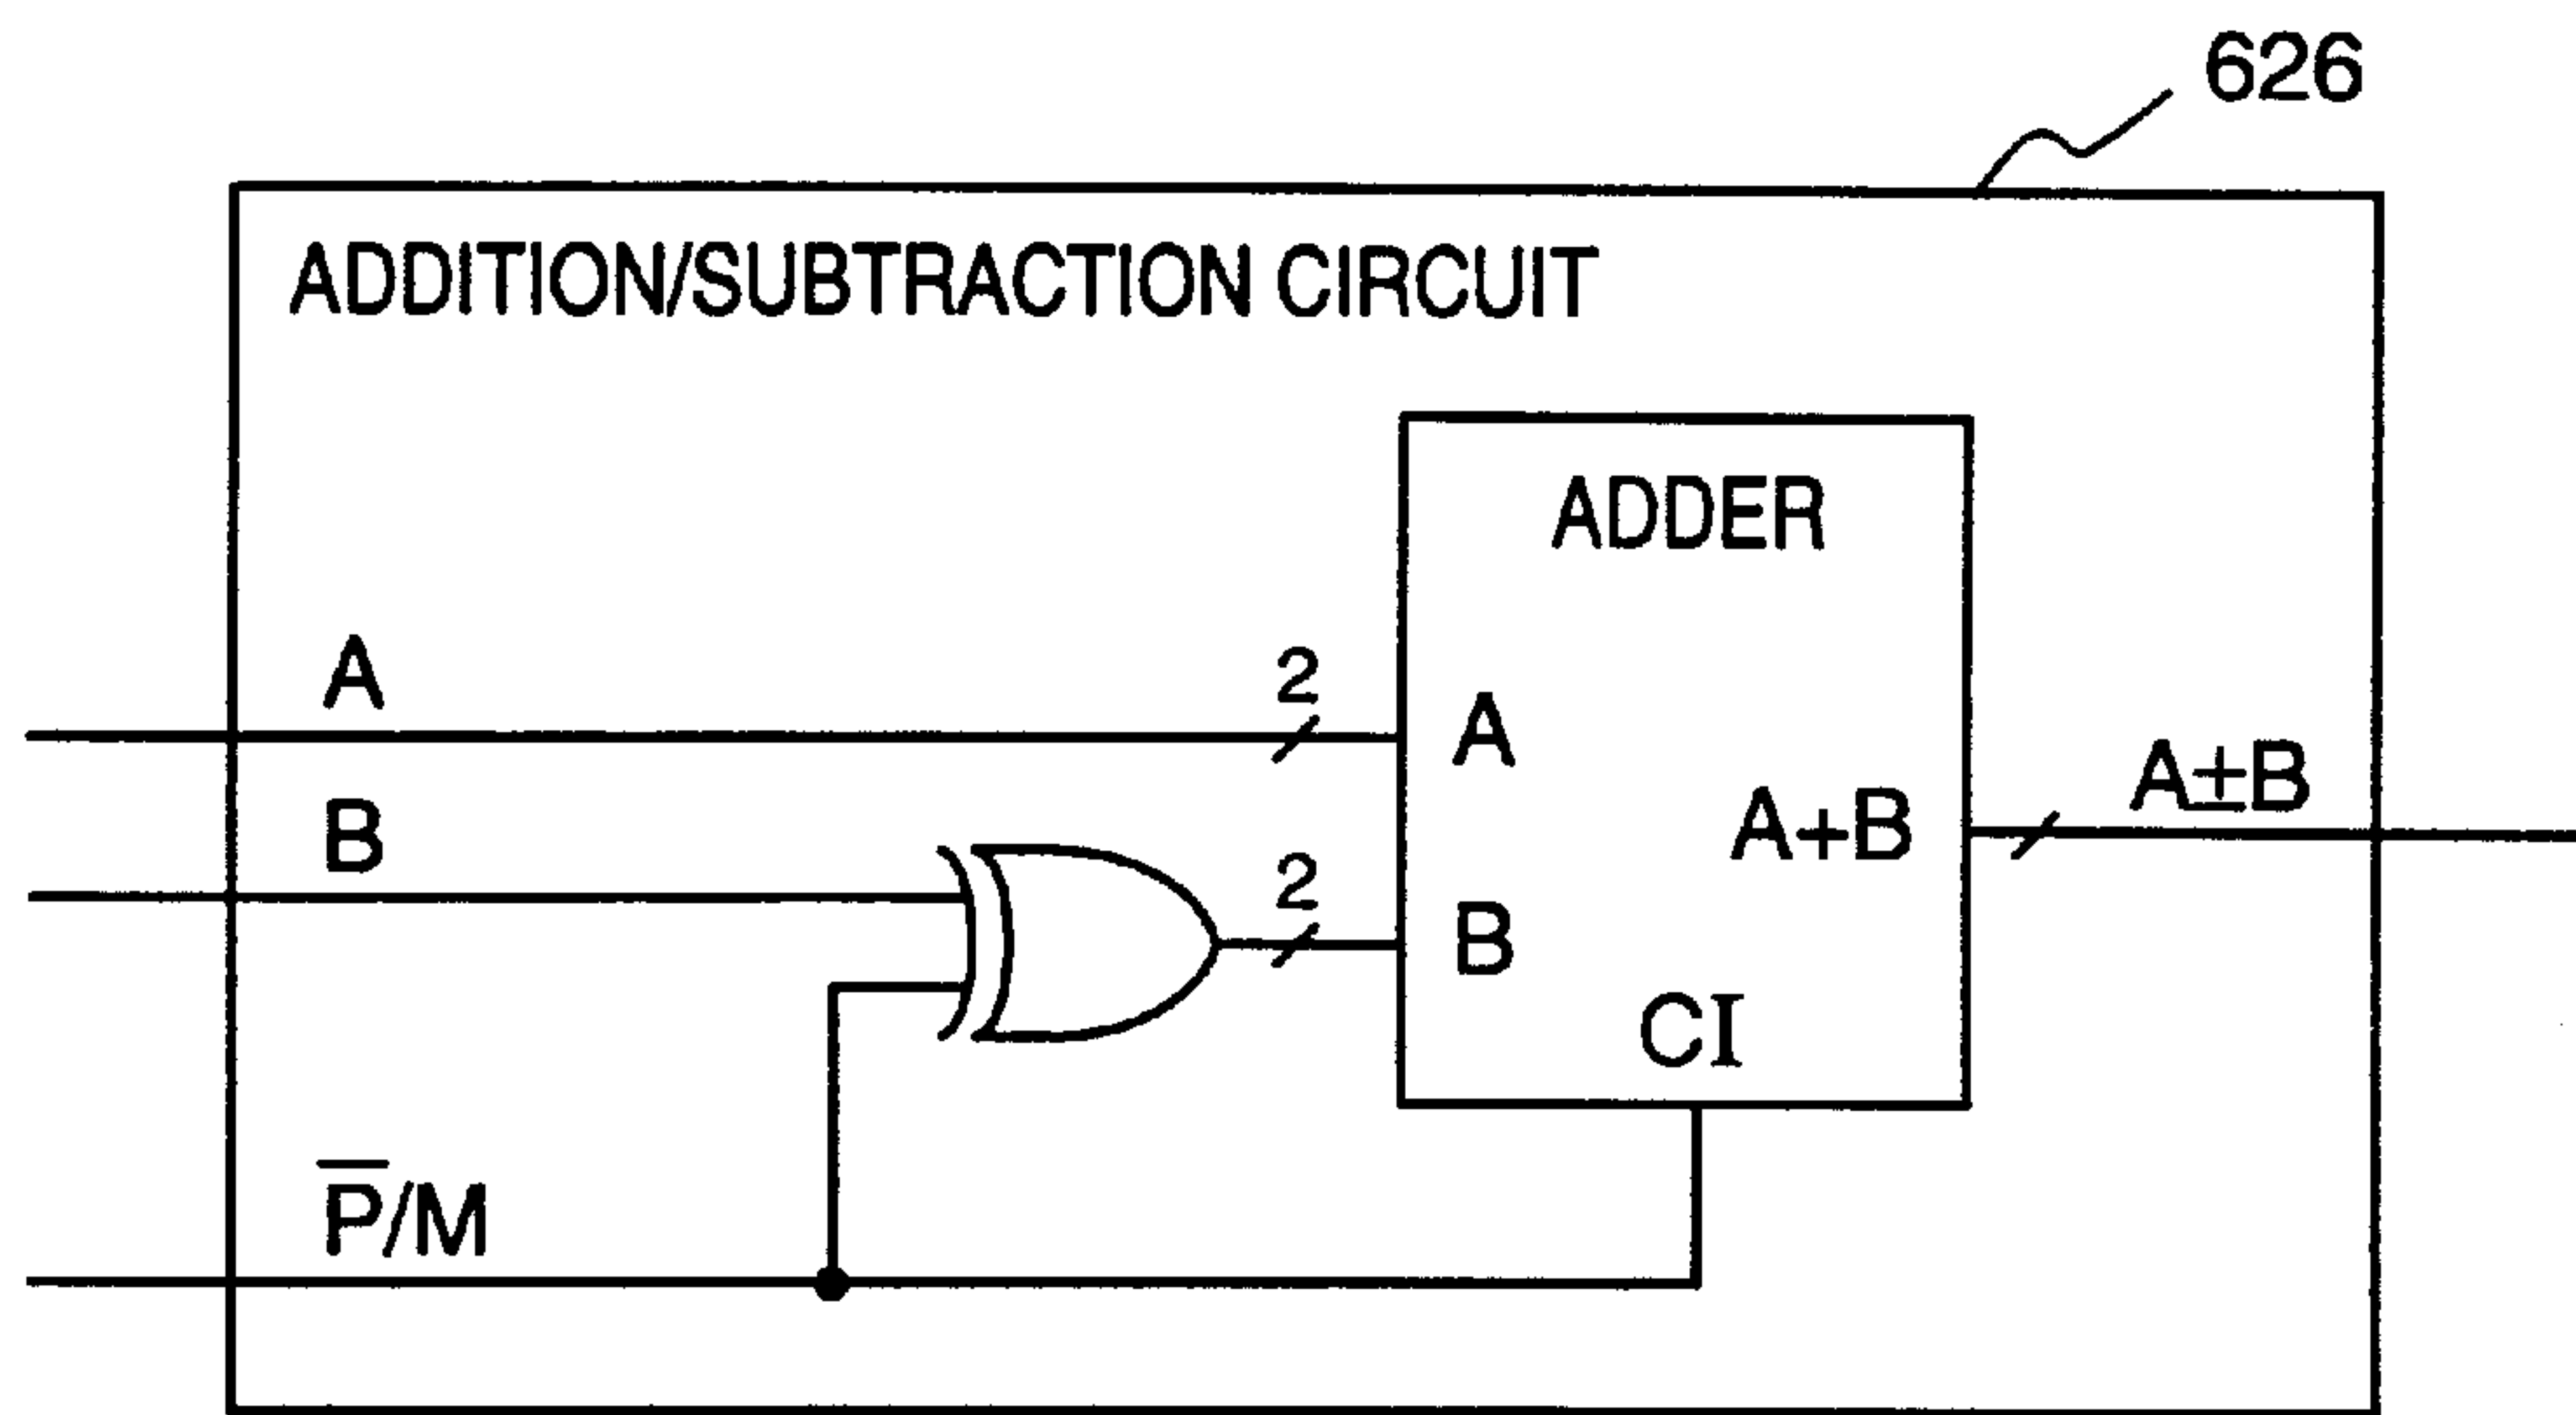 626
ADDITION/SUBTRACTION CIRCUIT
ADDER
A
2
A
B
2
B
A+B
A±B
CI
P̅/M